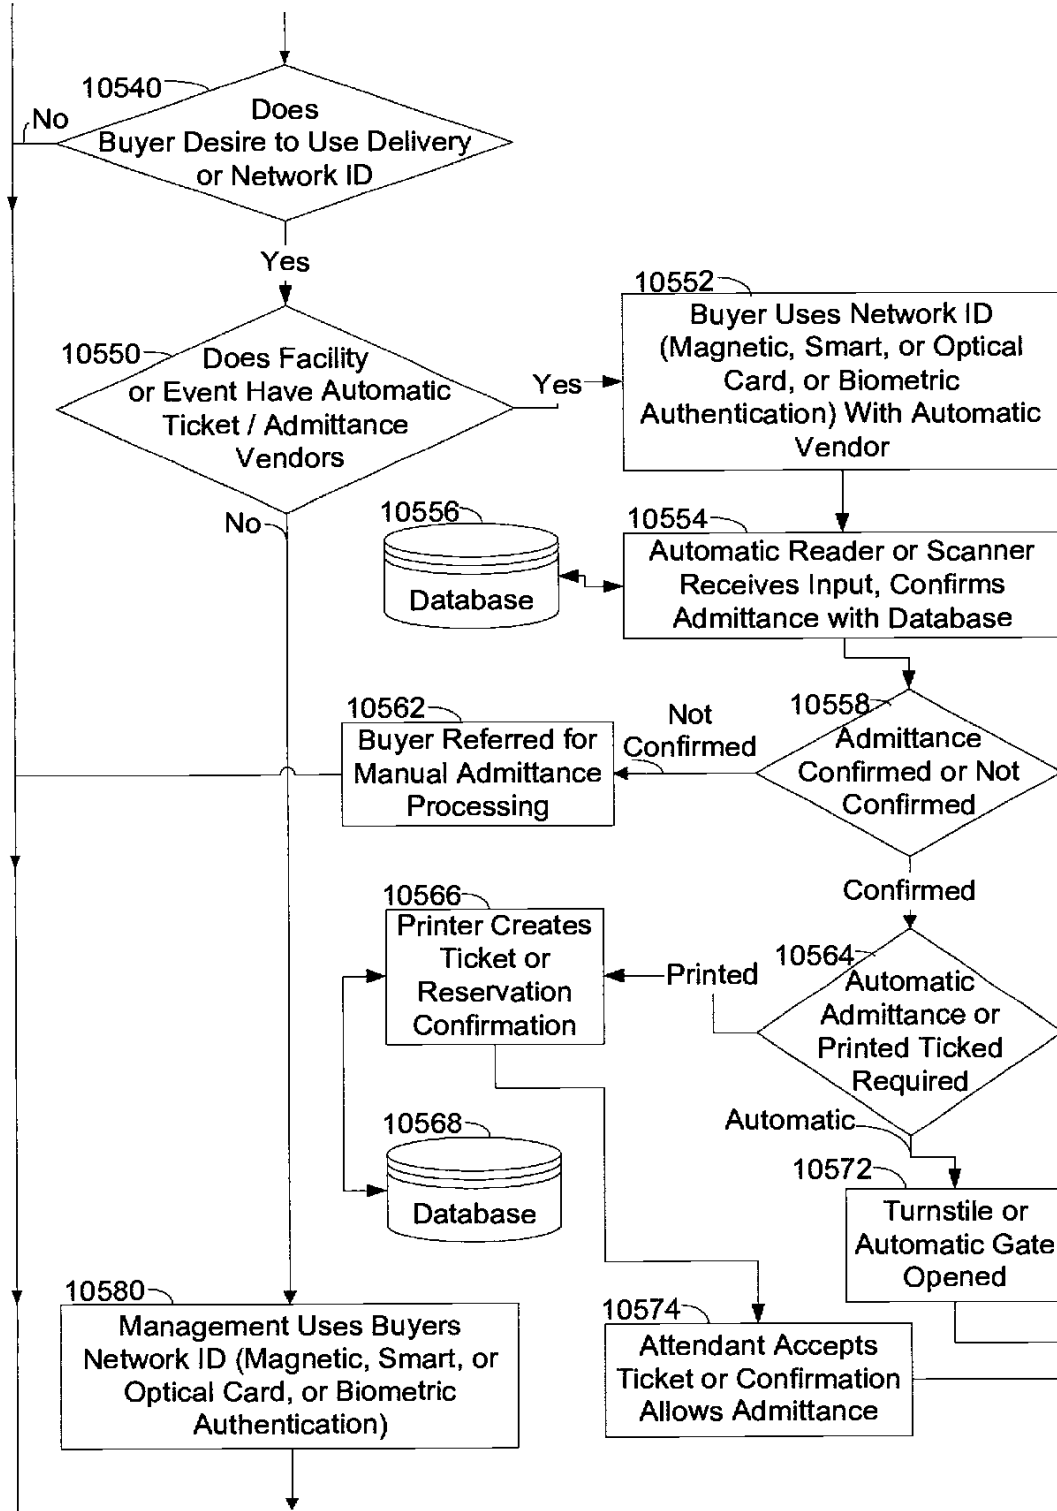 10540
No
Does
Buyer Desire to Use Delivery
or Network ID
Yes
10550
Does Facility
or Event Have Automatic
Ticket / Admittance
Vendors
Yes
10552
Buyer Uses Network ID
(Magnetic, Smart, or Optical
Card, or Biometric
Authentication) With Automatic
Vendor
No
10556
Database
10554
Automatic Reader or Scanner
Receives Input, Confirms
Admittance with Database
10558
Admittance
Confirmed or Not
Confirmed
Not
Confirmed
10562
Buyer Referred for
Manual Admittance
Processing
Confirmed
10564
Automatic
Admittance or
Printed Ticked
Required
Printed
10566
Printer Creates
Ticket or
Reservation
Confirmation
10568
Database
Automatic
10572
Turnstile or
Automatic Gate
Opened
10574
Attendant Accepts
Ticket or Confirmation
Allows Admittance
10580
Management Uses Buyers
Network ID (Magnetic, Smart, or
Optical Card, or Biometric
Authentication)